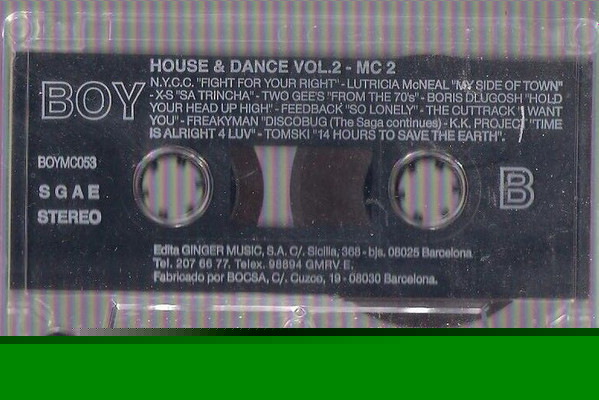 HOUSE & DANCE VOL.2 - MC 2
BOY
N.Y.C.C. "FIGHT FOR YOUR RIGHT" - LUTRICIA McNEAL "MY SIDE OF TOWN"
- X-S "SA TRINCHA" - TWO GEE'S "FROM THE 70's" - BORIS DLUGOSH "HOLD
YOUR HEAD UP HIGH" - FEEDBACK "SO LONELY" - THE CUTTRACK "I WANT
YOU" - FREAKYMAN "DISCOBUG (The Saga continues) - K.K. PROJECT "TIME
IS ALRIGHT 4 LUV" - TOMSKI "14 HOURS TO SAVE THE EARTH".
BOYMC053
S G A E
STEREO
B
Edita GINGER MUSIC, S.A. C/. Sicilia, 368 - bjs. 08025 Barcelona
Tel. 207 66 77. Telex. 98894 GMRV E.
Fabricado por BOCSA, C/. Cuzco, 19 - 08030 Barcelona.